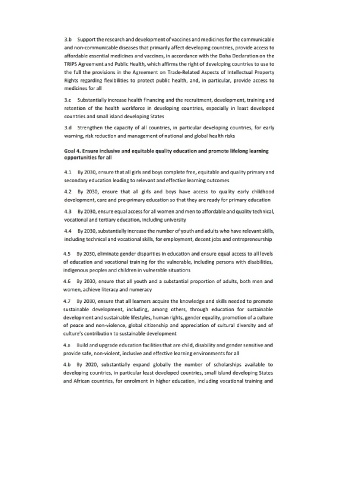 3.b Support the research and development of vaccines and medicines for the communicable
and non-communicable diseases that primarily affect developing countries, provide access to
affordable essential medicines and vaccines, in accordance with the Doha Declaration on the
TRIPS Agreement and Public Health, which affirms the right of developing countries to use to
the full the provisions in the Agreement on Trade-Related Aspects of Intellectual Property
Rights regarding flexibilities to protect public health, and, in particular, provide access to
medicines for all
3.c Substantially increase health financing and the recruitment, development, training and
retention of the health workforce in developing countries, especially in least developed
countries and small island developing States
3.d Strengthen the capacity of all countries, in particular developing countries, for early
warning, risk reduction and management of national and global health risks
Goal 4. Ensure inclusive and equitable quality education and promote lifelong learning
opportunities for all
4.1 By 2030, ensure that all girls and boys complete free, equitable and quality primary and
secondary education leading to relevant and effective learning outcomes
4.2 By 2030, ensure that all girls and boys have access to quality early childhood
development, care and pre-primary education so that they are ready for primary education
4.3 By 2030, ensure equal access for all women and men to affordable and quality technical,
vocational and tertiary education, including university
4.4 By 2030, substantially increase the number of youth and adults who have relevant skills,
including technical and vocational skills, for employment, decent jobs and entrepreneurship
4.5 By 2030, eliminate gender disparities in education and ensure equal access to all levels
of education and vocational training for the vulnerable, including persons with disabilities,
indigenous peoples and children in vulnerable situations
4.6 By 2030, ensure that all youth and a substantial proportion of adults, both men and
women, achieve literacy and numeracy
4.7 By 2030, ensure that all learners acquire the knowledge and skills needed to promote
sustainable development, including, among others, through education for sustainable
development and sustainable lifestyles, human rights, gender equality, promotion of a culture
of peace and non-violence, global citizenship and appreciation of cultural diversity and of
culture's contribution to sustainable development
4.a Build and upgrade education facilities that are child, disability and gender sensitive and
provide safe, non-violent, inclusive and effective learning environments for all
4.b By 2020, substantially expand globally the number of scholarships available to
developing countries, in particular least developed countries, small island developing States
and African countries, for enrolment in higher education, including vocational training and